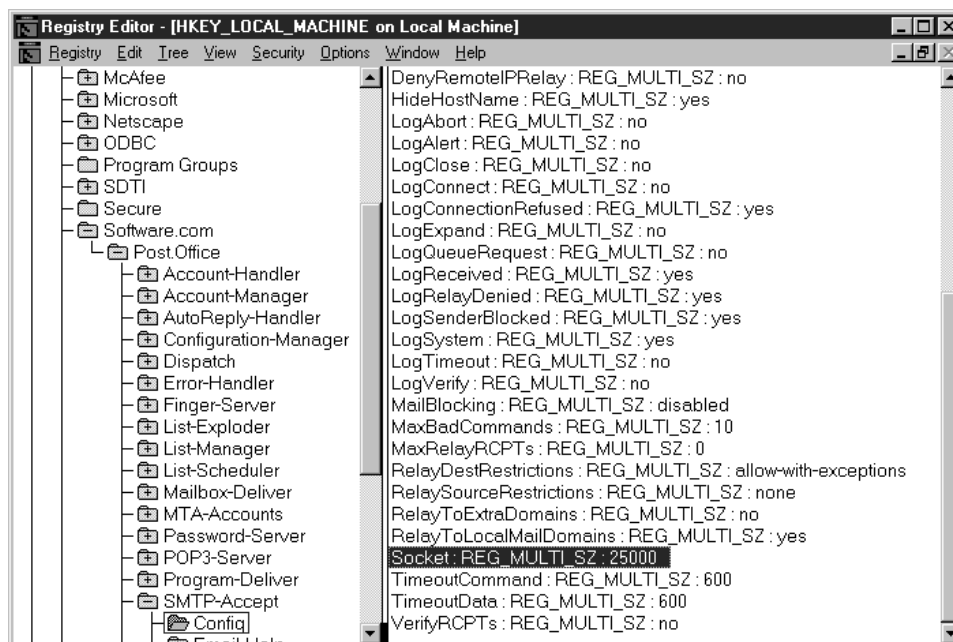 Registry Editor - [HKEY_LOCAL_MACHINE on Local Machine]
Registry Edit Tree View Security Options Window Help
McAfee
Microsoft
Netscape
ODBC
Program Groups
SDTI
Secure
Software.com
Post.Office
Account-Handler
Account-Manager
AutoReply-Handler
Configuration-Manager
Dispatch
Error-Handler
Finger-Server
List-Exploder
List-Manager
List-Scheduler
Mailbox-Deliver
MTA-Accounts
Password-Server
POP3-Server
Program-Deliver
SMTP-Accept
Config
Email-Help
DenyRemoteIPRelay : REG_MULTI_SZ : no
HideHostName : REG_MULTI_SZ : yes
LogAbort : REG_MULTI_SZ : no
LogAlert : REG_MULTI_SZ : no
LogClose : REG_MULTI_SZ : no
LogConnect : REG_MULTI_SZ : no
LogConnectionRefused : REG_MULTI_SZ : yes
LogExpand : REG_MULTI_SZ : no
LogQueueRequest : REG_MULTI_SZ : no
LogReceived : REG_MULTI_SZ : yes
LogRelayDenied : REG_MULTI_SZ : yes
LogSenderBlocked : REG_MULTI_SZ : yes
LogSystem : REG_MULTI_SZ : yes
LogTimeout : REG_MULTI_SZ : no
LogVerify : REG_MULTI_SZ : no
MailBlocking : REG_MULTI_SZ : disabled
MaxBadCommands : REG_MULTI_SZ : 10
MaxRelayRCPTs : REG_MULTI_SZ : 0
RelayDestRestrictions : REG_MULTI_SZ : allow-with-exceptions
RelaySourceRestrictions : REG_MULTI_SZ : none
RelayToExtraDomains : REG_MULTI_SZ : no
RelayToLocalMailDomains : REG_MULTI_SZ : yes
Socket : REG_MULTI_SZ : 25000
TimeoutCommand : REG_MULTI_SZ : 600
TimeoutData : REG_MULTI_SZ : 600
VerifyRCPTs : REG_MULTI_SZ : no